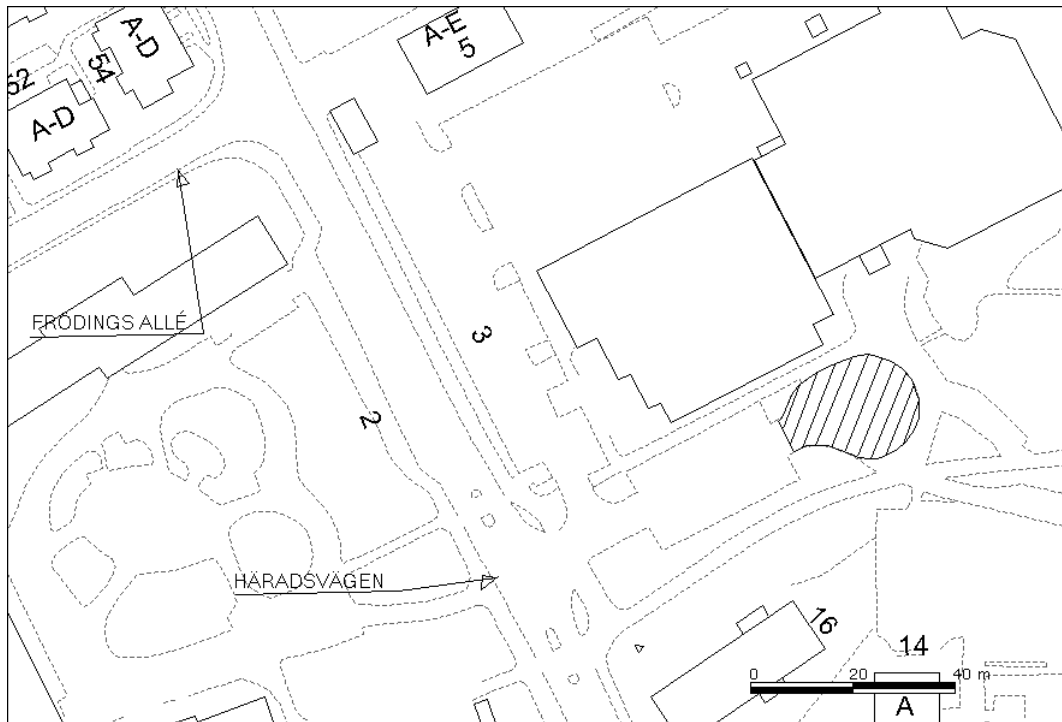 A-D
54
52
A-D
A-E
5
FRÖDINGS ALLÉ
3
2
HÄRADSVÄGEN
16
14
0 20 40 m
A